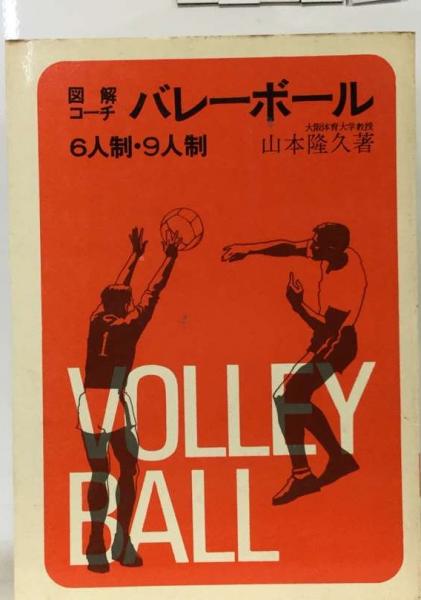 図解
コーチ
バレーボール
6人制・9人制
大阪体育大学教授
山本隆久著
1
VOLLEY
BALL